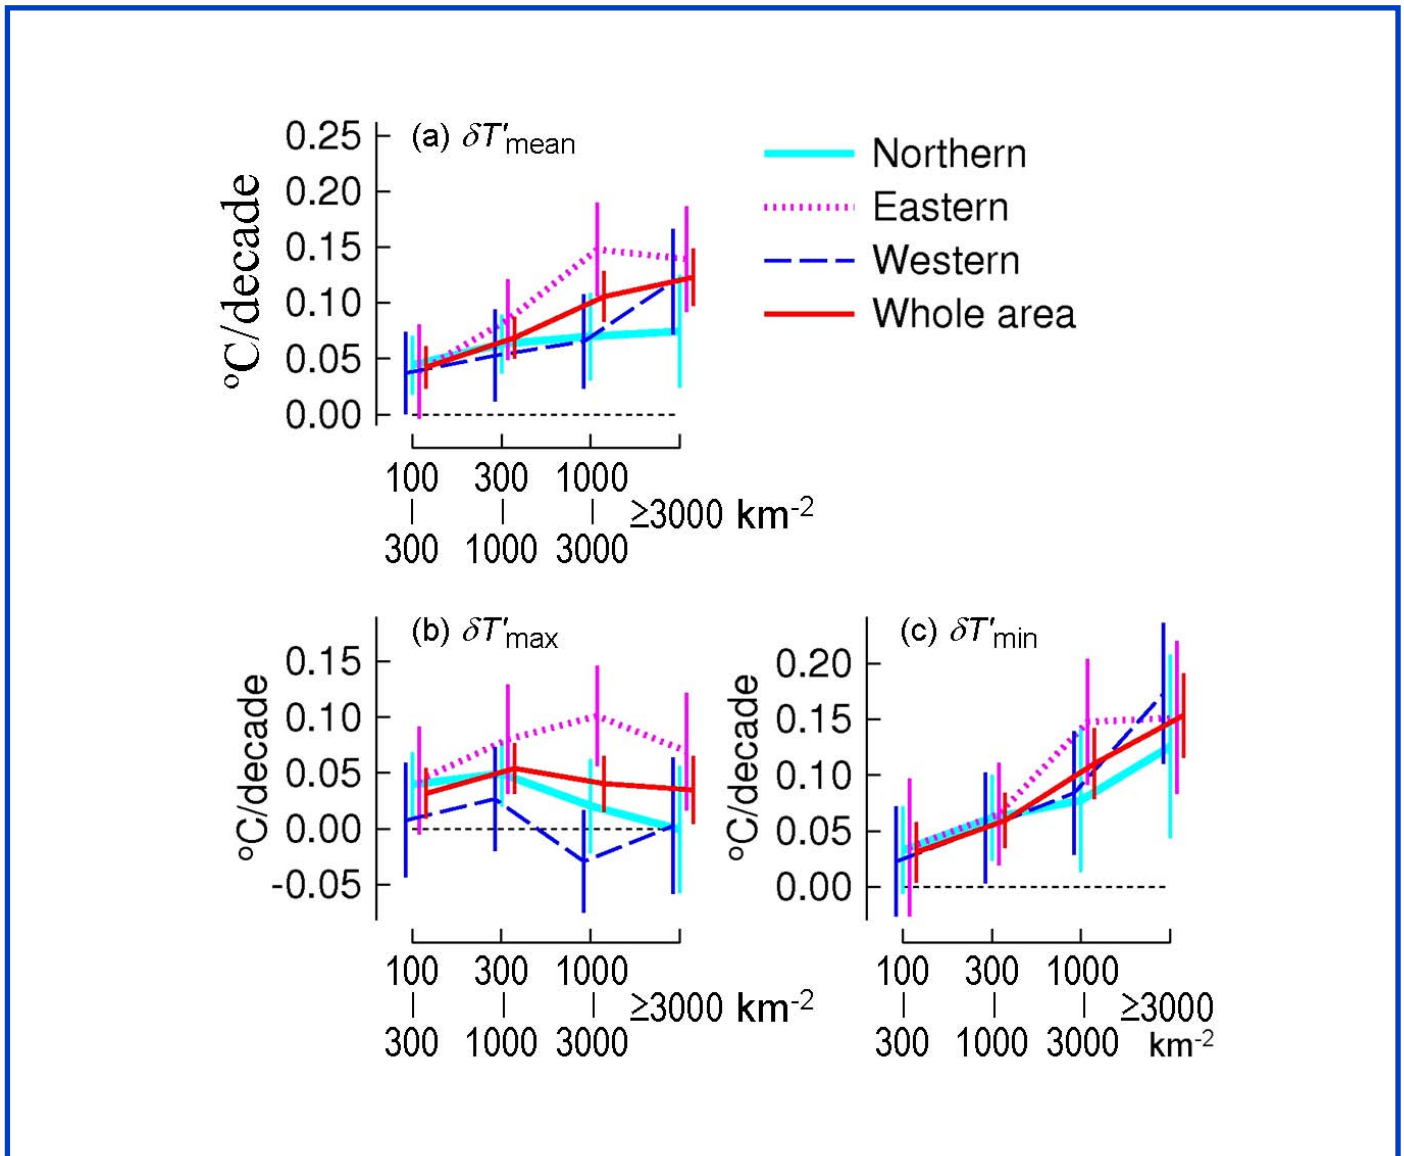 (a) δT′mean
0.25
0.20
0.15
0.10
0.05
0.00
°C/decade
Northern
Eastern
Western
Whole area
100 | 300
300 | 1000
1000 | 3000
≥3000 km-2
(b) δT′max
0.15
0.10
0.05
0.00
-0.05
°C/decade
100 | 300
300 | 1000
1000 | 3000
≥3000 km-2
(c) δT′min
0.20
0.15
0.10
0.05
0.00
°C/decade
100 | 300
300 | 1000
1000 | 3000
≥3000
km-2